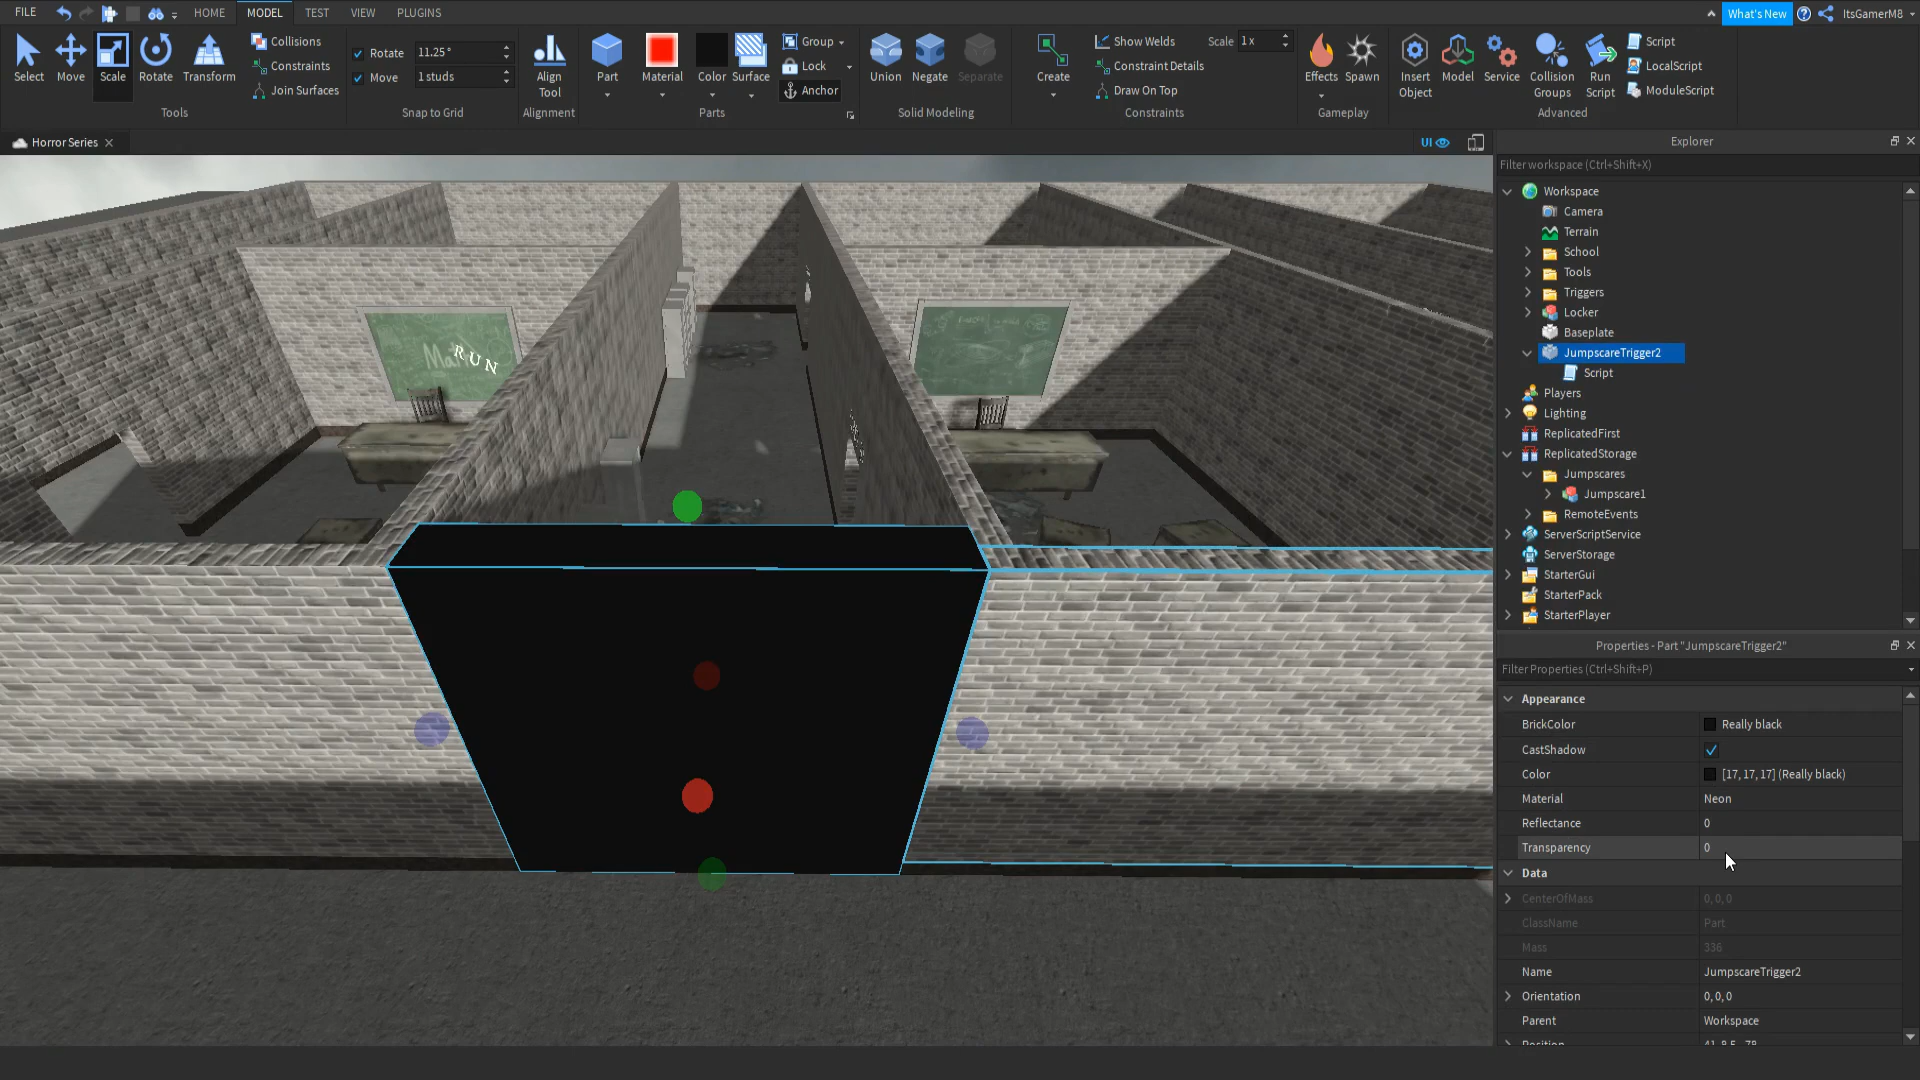 FILE HOME MODEL TEST VIEW PLUGINS What's New ItsGamerM8
Select Move Scale Rotate Transform
Collisions
Constraints
Join Surfaces
Tools
Rotate 11.25°
Move 1 studs
Snap to Grid
Align Tool
Alignment
Part Material Color Surface
Group
Lock
Anchor
Parts
Union Negate Separate
Solid Modeling
Create
Show Welds Scale 1 x
Constraint Details
Draw On Top
Constraints
Effects Spawn
Gameplay
Insert Object Model Service Collision Groups Run Script
Script
LocalScript
ModuleScript
Advanced
Horror Series
UI
RUN
Explorer
Filter workspace (Ctrl+Shift+X)
Workspace
Camera
Terrain
School
Tools
Triggers
Locker
Baseplate
JumpscareTrigger2
Script
Players
Lighting
ReplicatedFirst
ReplicatedStorage
Jumpscares
Jumpscare1
RemoteEvents
ServerScriptService
ServerStorage
StarterGui
StarterPack
StarterPlayer
Properties - Part "JumpscareTrigger2"
Filter Properties (Ctrl+Shift+P)
Appearance
BrickColor Really black
CastShadow
Color [17, 17, 17] (Really black)
Material Neon
Reflectance 0
Transparency 0
Data
CenterOfMass 0, 0, 0
ClassName Part
Mass 336
Name JumpscareTrigger2
Orientation 0, 0, 0
Parent Workspace